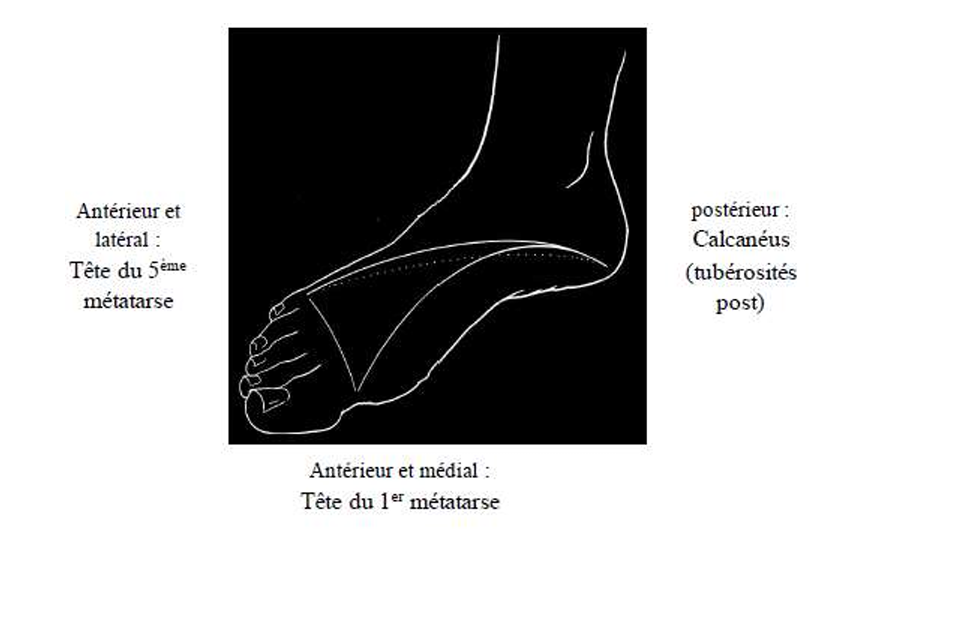 Antérieur et
latéral :
Tête du 5ème
métatarse
postérieur :
Calcanéus
(tubérosités
post)
Antérieur et médial :
Tête du 1er métatarse